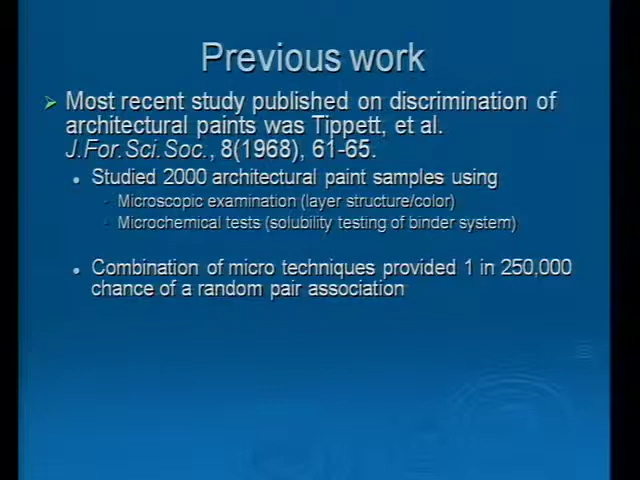 Previous work
Most recent study published on discrimination of
architectural paints was Tippett, et al.
J.For.Sci.Soc., 8(1968), 61-65.
Studied 2000 architectural paint samples using
Microscopic examination (layer structure/color)
Microchemical tests (solubility testing of binder system)
Combination of micro techniques provided 1 in 250,000
chance of a random pair association